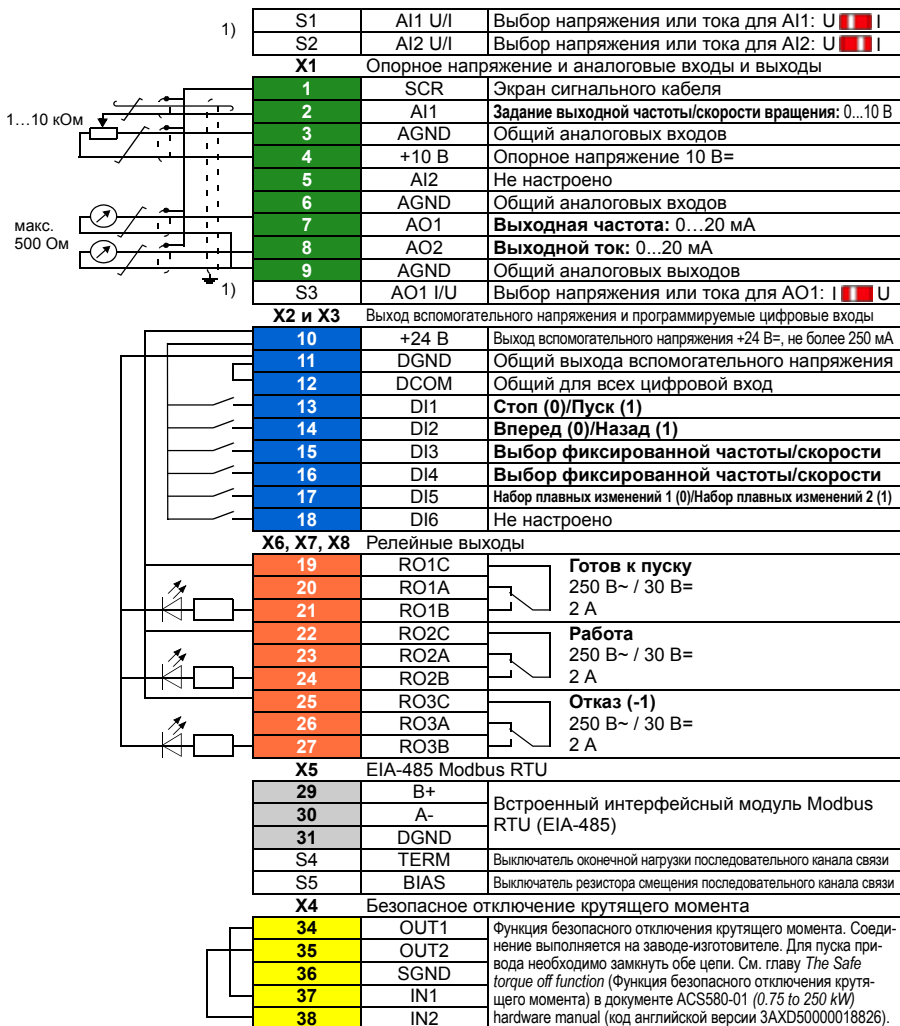 1) S1 AI1 U/I Выбор напряжения или тока для AI1: U I
S2 AI2 U/I Выбор напряжения или тока для AI2: U I
X1 Опорное напряжение и аналоговые входы и выходы
1 SCR Экран сигнального кабеля
1…10 кОм 2 AI1 Задание выходной частоты/скорости вращения: 0...10 В
3 AGND Общий аналоговых входов
4 +10 В Опорное напряжение 10 В=
5 AI2 Не настроено
6 AGND Общий аналоговых входов
макс. 7 AO1 Выходная частота: 0…20 мА
500 Ом 8 AO2 Выходной ток: 0...20 мА
9 AGND Общий аналоговых выходов
1) S3 AO1 I/U Выбор напряжения или тока для AO1: I U
X2 и X3 Выход вспомогательного напряжения и программируемые цифровые входы
10 +24 В Выход вспомогательного напряжения +24 В=, не более 250 мА
11 DGND Общий выхода вспомогательного напряжения
12 DCOM Общий для всех цифровой вход
13 DI1 Стоп (0)/Пуск (1)
14 DI2 Вперед (0)/Назад (1)
15 DI3 Выбор фиксированной частоты/скорости
16 DI4 Выбор фиксированной частоты/скорости
17 DI5 Набор плавных изменений 1 (0)/Набор плавных изменений 2 (1)
18 DI6 Не настроено
X6, X7, X8 Релейные выходы
19 RO1C Готов к пуску
20 RO1A 250 В~ / 30 В=
21 RO1B 2 А
22 RO2C Работа
23 RO2A 250 В~ / 30 В=
24 RO2B 2 А
25 RO3C Отказ (-1)
26 RO3A 250 В~ / 30 В=
27 RO3B 2 А
X5 EIA-485 Modbus RTU
29 B+
30 A- Встроенный интерфейсный модуль Modbus
31 DGND RTU (EIA-485)
S4 TERM Выключатель оконечной нагрузки последовательного канала связи
S5 BIAS Выключатель резистора смещения последовательного канала связи
X4 Безопасное отключение крутящего момента
34 OUT1 Функция безопасного отключения крутящего момента. Соеди-
35 OUT2 нение выполняется на заводе-изготовителе. Для пуска при-
36 SGND вода необходимо замкнуть обе цепи. См. главу The Safe
torque off function (Функция безопасного отключения крутя-
37 IN1 щего момента) в документе ACS580-01 (0.75 to 250 kW)
38 IN2 hardware manual (код английской версии 3AXD50000018826).